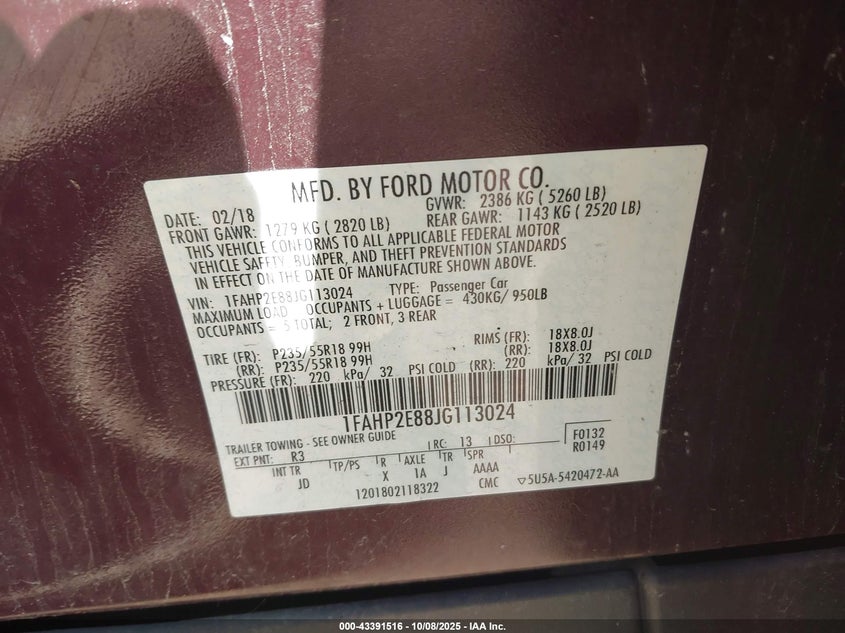 MFD. BY FORD MOTOR CO.
DATE: 02/18 GVWR: 2386 KG ( 5260 LB)
FRONT GAWR: 1279 KG ( 2820 LB) REAR GAWR: 1143 KG ( 2520 LB)
THIS VEHICLE CONFORMS TO ALL APPLICABLE FEDERAL MOTOR
VEHICLE SAFETY, BUMPER, AND THEFT PREVENTION STANDARDS
IN EFFECT ON THE DATE OF MANUFACTURE SHOWN ABOVE.
VIN: 1FAHP2E88JG113024 TYPE: Passenger Car
MAXIMUM LOAD OCCUPANTS + LUGGAGE = 430KG/ 950LB
OCCUPANTS = 5 TOTAL; 2 FRONT, 3 REAR
TIRE (FR): P235/55R18 99H RIMS (FR): 18X8.0J
(RR): P235/55R18 99H (RR): 18X8.0J
PRESSURE (FR): 220 kPa/ 32 PSI COLD (RR): 220 kPa/ 32 PSI COLD
1FAHP2E88JG113024
TRAILER TOWING - SEE OWNER GUIDE RC: 13 DSO: F0132
EXT PNT: R3 R0149
INT TR TP/PS R AXLE TR SPR
JD X 1A J AAAA
1201802118322 CMC ▽5U5A-5420472-AA
000-43391516 - 10/08/2025 - IAA Inc.